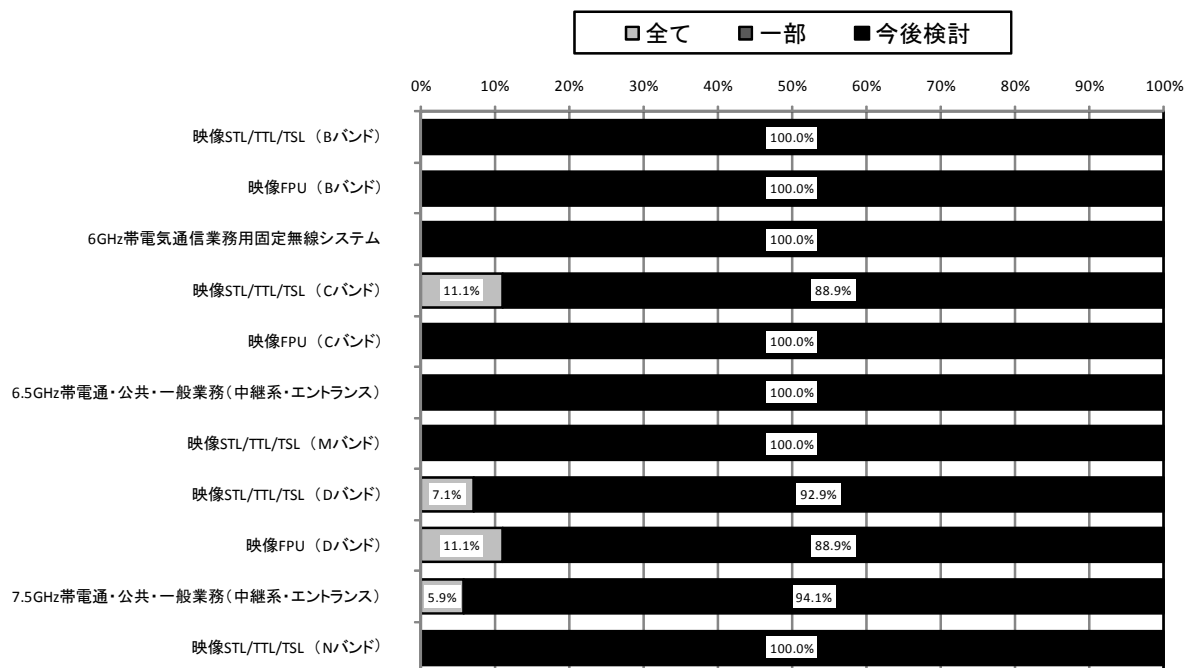 全て 一部 今後検討
0% 10% 20% 30% 40% 50% 60% 70% 80% 90% 100%
映像STL/TTL/TSL（Bバンド） 100.0%
映像FPU（Bバンド） 100.0%
6GHz帯電気通信業務用固定無線システム 100.0%
映像STL/TTL/TSL（Cバンド） 11.1% 88.9%
映像FPU（Cバンド） 100.0%
6.5GHz帯電通・公共・一般業務（中継系・エントランス） 100.0%
映像STL/TTL/TSL（Mバンド） 100.0%
映像STL/TTL/TSL（Dバンド） 7.1% 92.9%
映像FPU（Dバンド） 11.1% 88.9%
7.5GHz帯電通・公共・一般業務（中継系・エントランス） 5.9% 94.1%
映像STL/TTL/TSL（Nバンド） 100.0%